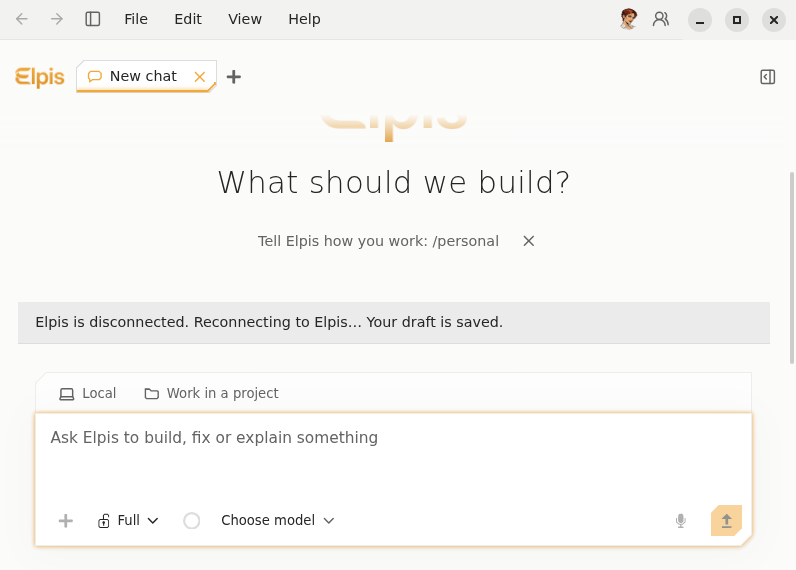 File Edit View Help
Elpis New chat
Elpis
What should we build?
Tell Elpis how you work: /personal
Elpis is disconnected. Reconnecting to Elpis… Your draft is saved.
Local Work in a project
Ask Elpis to build, fix or explain something
Full Choose model